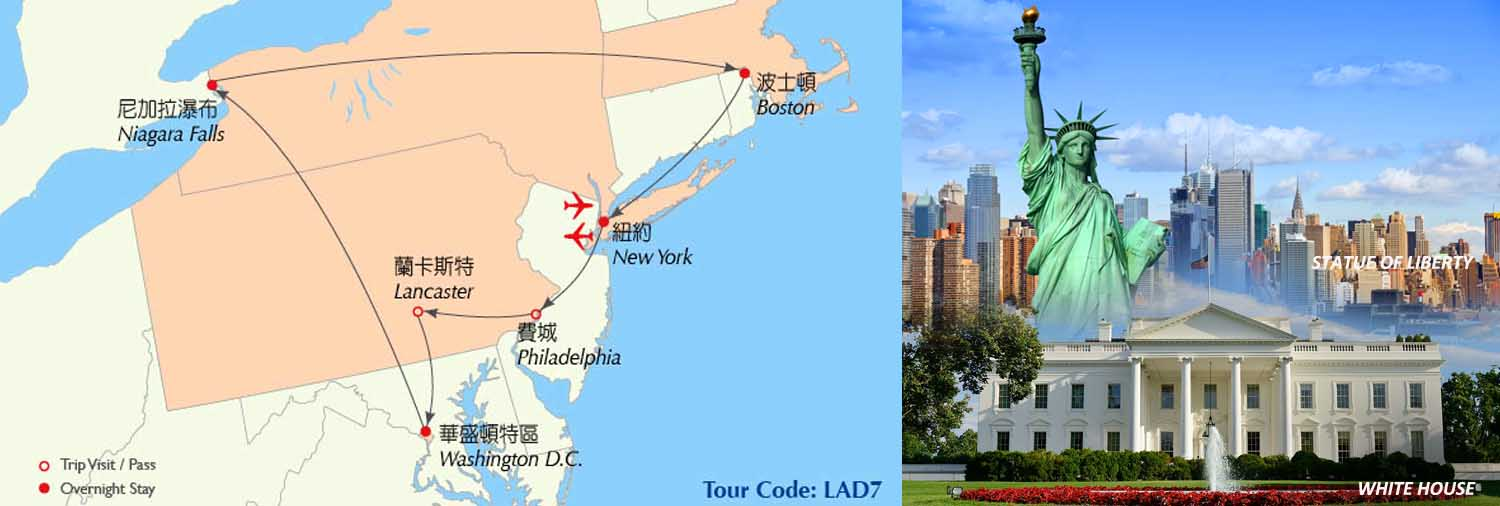 尼加拉瀑布
Niagara Falls
波士頓
Boston
紐約
New York
蘭卡斯特
Lancaster
費城
Philadelphia
華盛頓特區
Washington D.C.
Trip Visit / Pass
Overnight Stay
Tour Code: LAD7
STATUE OF LIBERTY
WHITE HOUSE